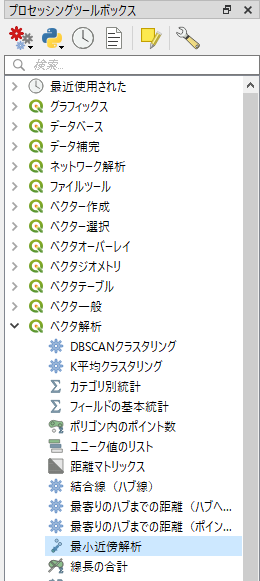 プロセッシングツールボックス
検索...
最近使用された
グラフィックス
データベース
データ補完
ネットワーク解析
ファイルツール
ベクター作成
ベクター選択
ベクタオーバーレイ
ベクタジオメトリ
ベクタテーブル
ベクタ一般
ベクタ解析
DBSCANクラスタリング
K平均クラスタリング
カテゴリ別統計
フィールドの基本統計
ポリゴン内のポイント数
ユニーク値のリスト
距離マトリックス
結合線（ハブ線）
最寄りのハブまでの距離（ハブへ...
最寄りのハブまでの距離（ポイン...
最小近傍解析
線長の合計